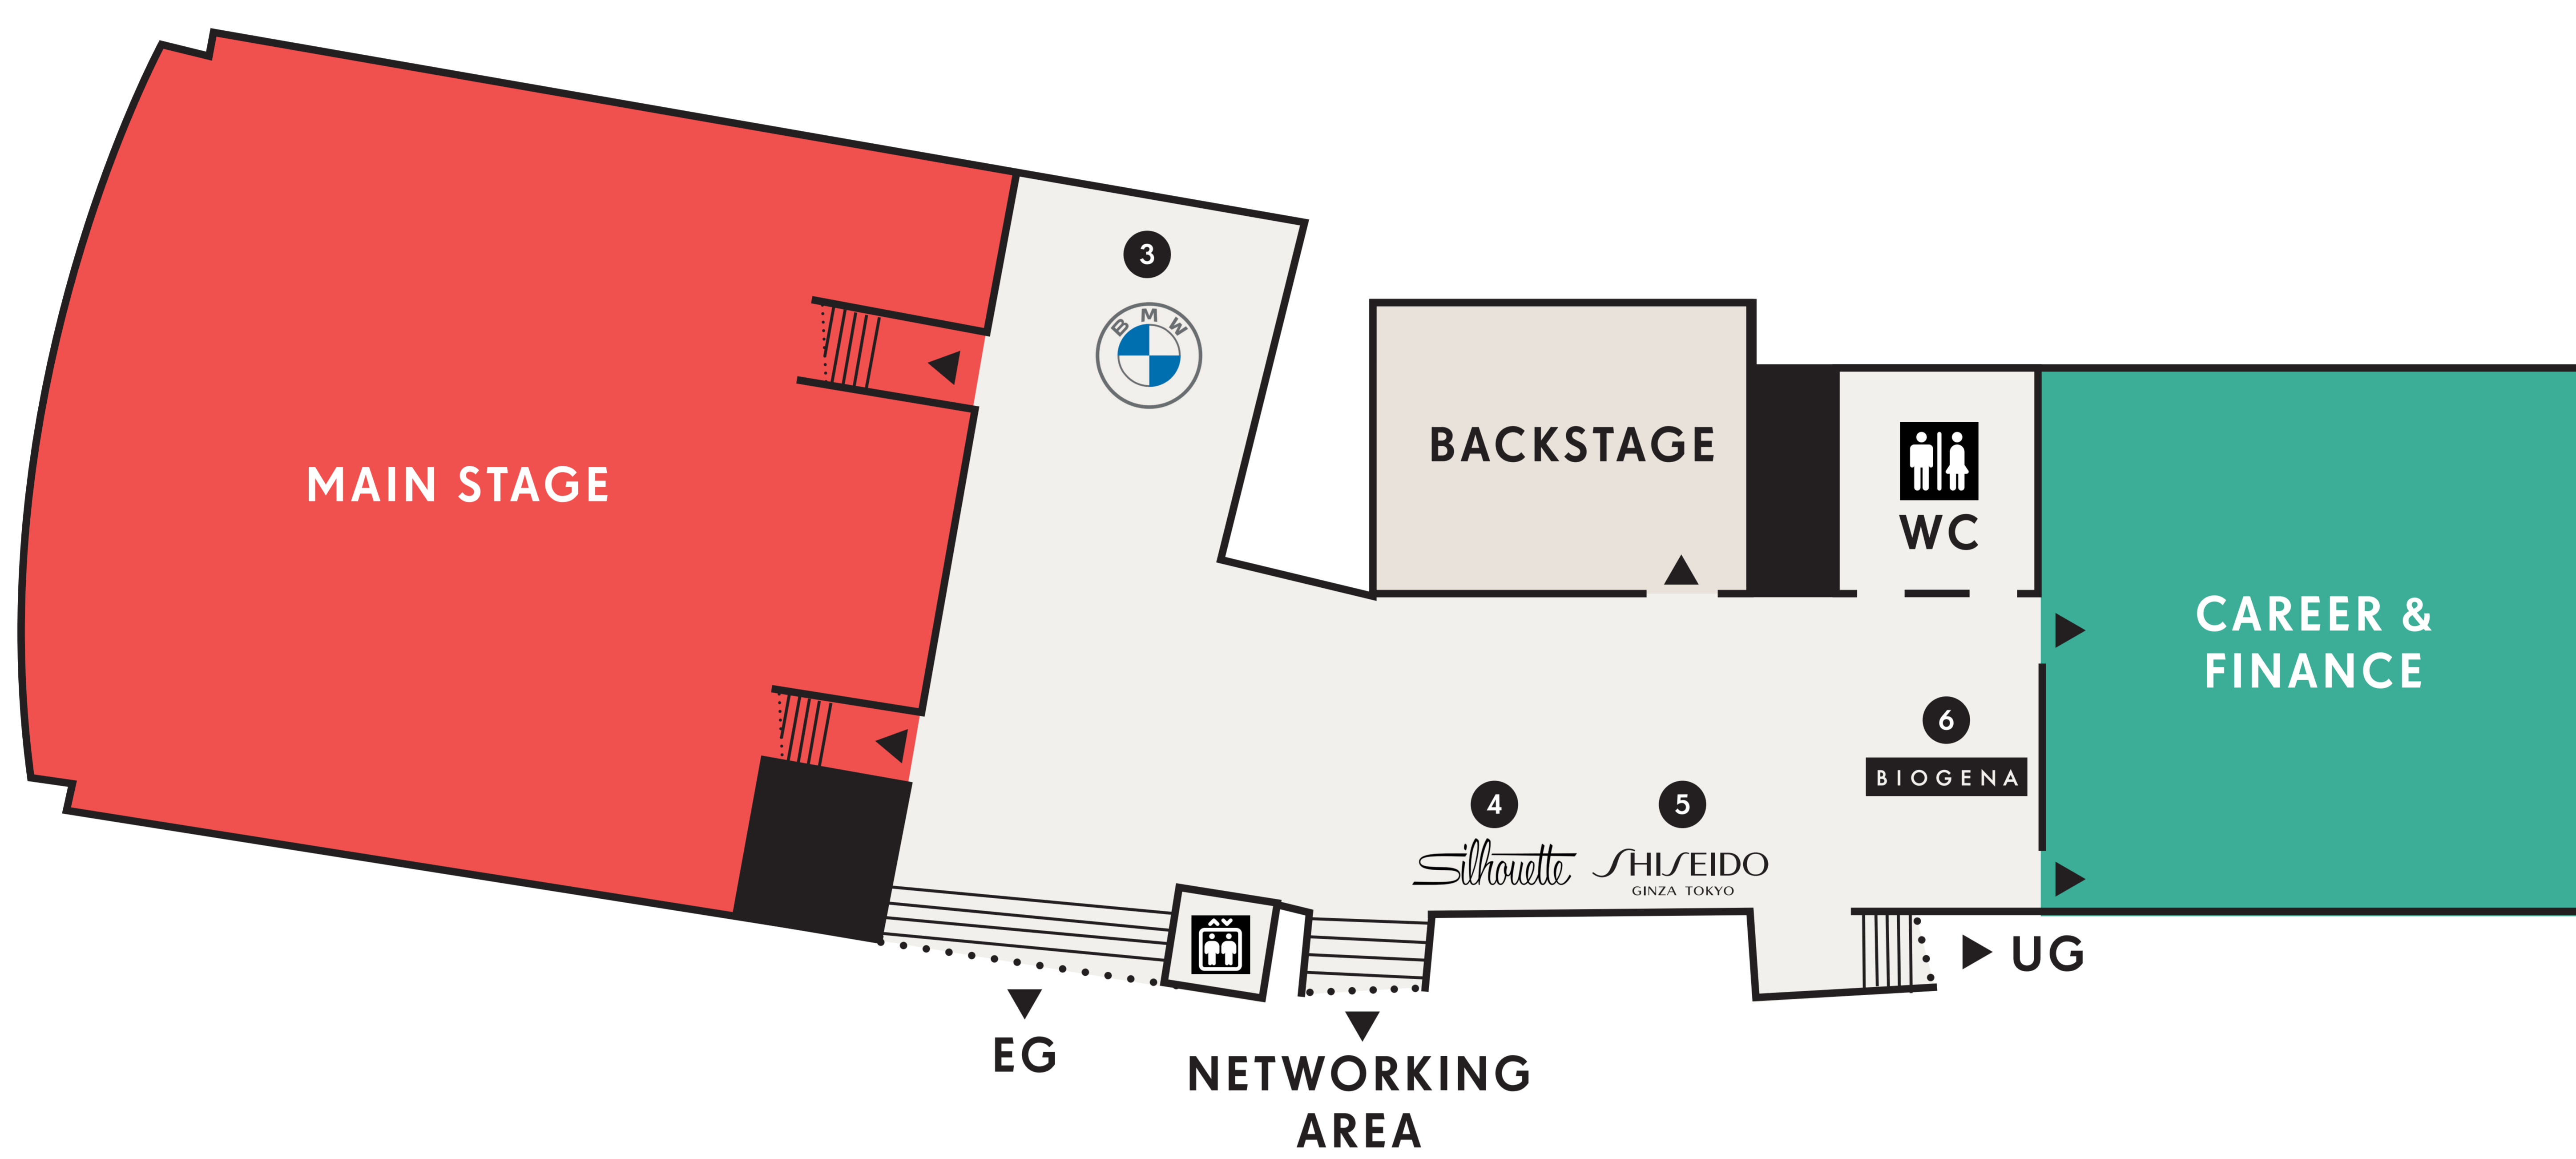 3
BMW
MAIN STAGE
BACKSTAGE
WC
CAREER &
FINANCE
6
BIOGENA
4
Silhouette
5
SHISEIDO
GINZA TOKYO
UG
EG
NETWORKING
AREA